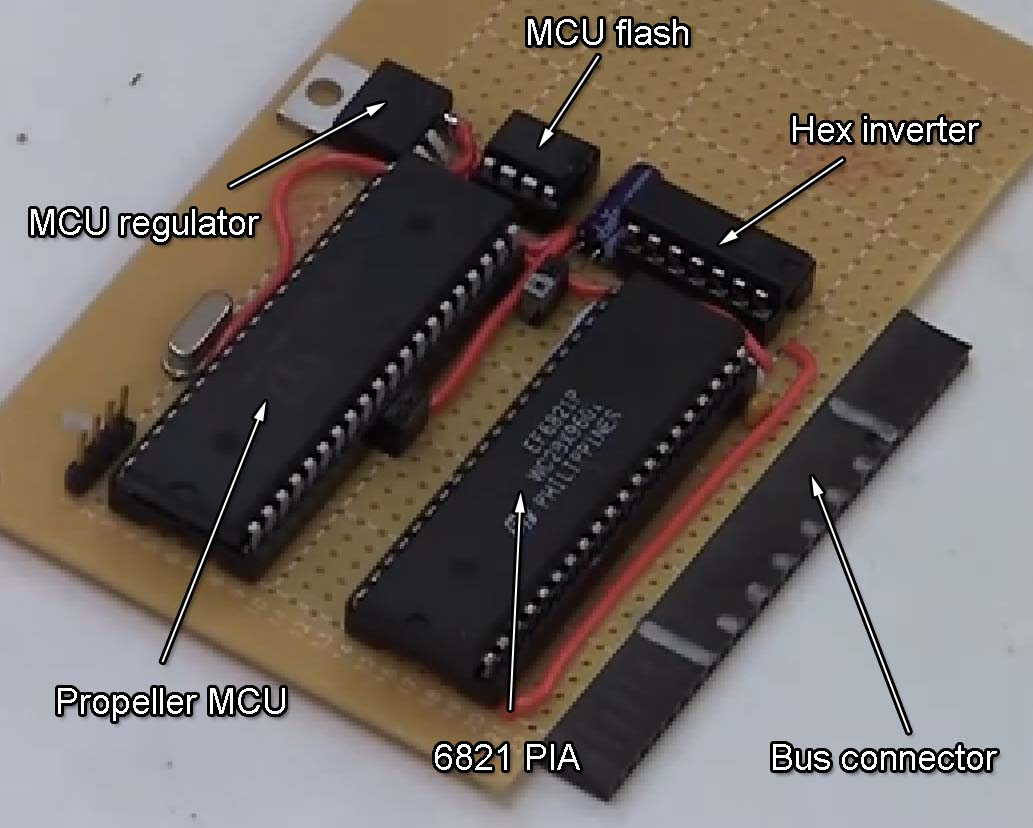 MCU flash
Hex inverter
MCU regulator
EF6821P
PHILIPPINES
Propeller MCU
6821 PIA
Bus connector